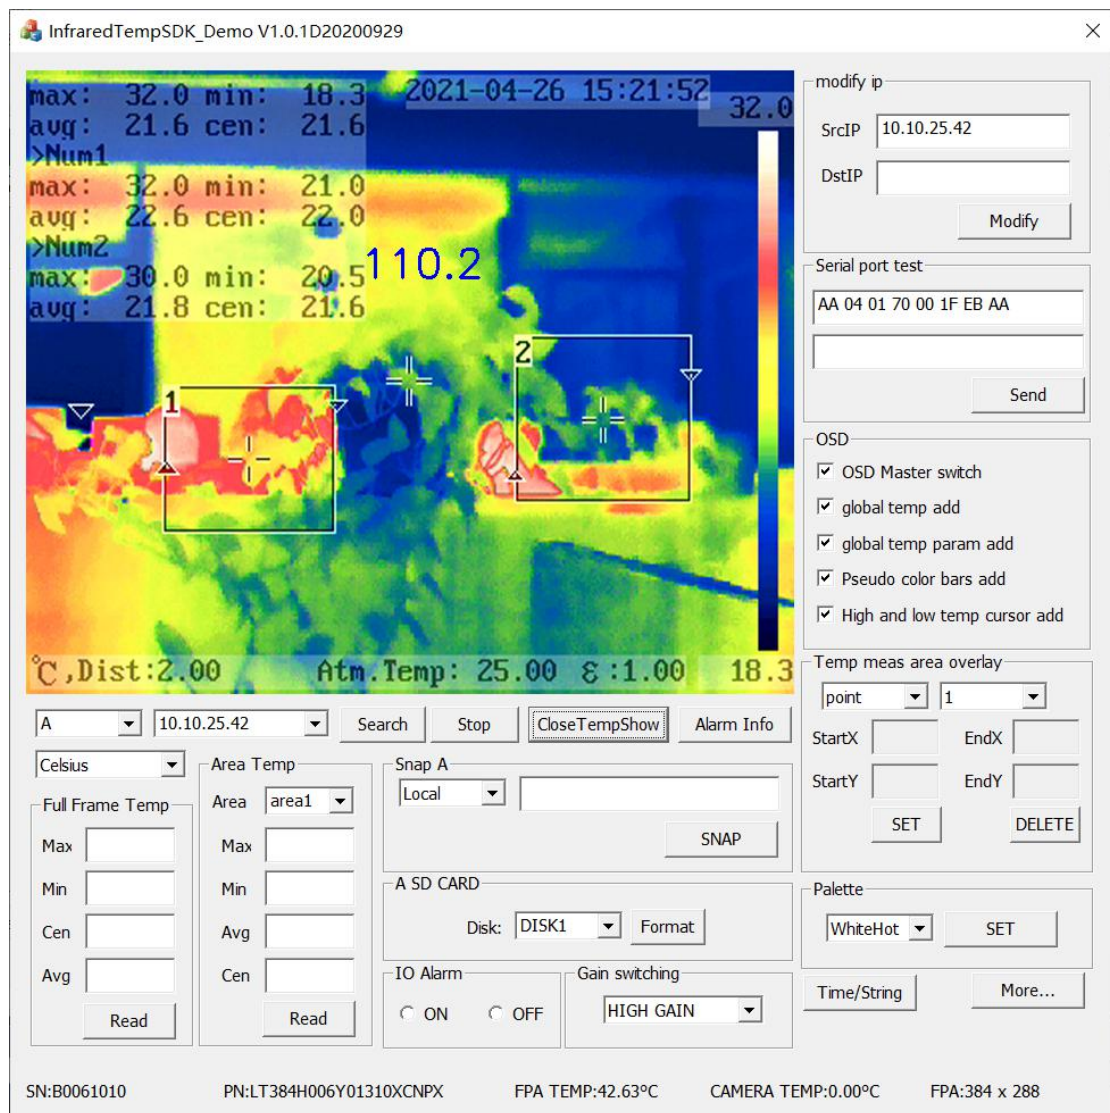 InfraredTempSDK_Demo V1.0.1D20200929
max: 32.0 min: 18.3 2021-04-26 15:21:52 32.0
avg: 21.6 cen: 21.6
>Num1
max: 32.0 min: 21.0
avg: 22.6 cen: 22.0
>Num2
max: 30.0 min: 20.5
avg: 21.8 cen: 21.6
110.2
1
2
℃,Dist:2.00 Atm.Temp: 25.00 ε:1.00 18.3
modify ip
SrcIP 10.10.25.42
DstIP
Modify
Serial port test
AA 04 01 70 00 1F EB AA
Send
OSD
OSD Master switch
global temp add
global temp param add
Pseudo color bars add
High and low temp cursor add
Temp meas area overlay
point 1
StartX EndX
StartY EndY
SET DELETE
A 10.10.25.42 Search Stop CloseTempShow Alarm Info
Celsius
Full Frame Temp
Max
Min
Cen
Avg
Read
Area Temp
Area area1
Max
Min
Avg
Cen
Read
Snap A
Local
SNAP
A SD CARD
Disk: DISK1 Format
IO Alarm
ON OFF
Gain switching
HIGH GAIN
Palette
WhiteHot SET
Time/String More...
SN:B0061010 PN:LT384H006Y01310XCNPX FPA TEMP:42.63ºC CAMERA TEMP:0.00ºC FPA:384 x 288